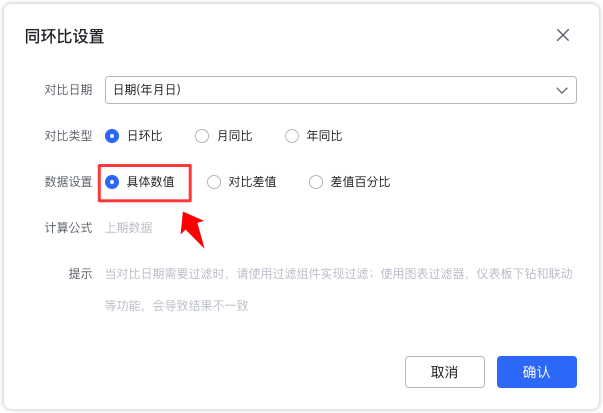 同环比设置
对比日期 日期(年月日)
对比类型 日环比 月同比 年同比
数据设置 具体数值 对比差值 差值百分比
计算公式 上期数据
提示 当对比日期需要过滤时，请使用过滤组件实现过滤；使用图表过滤器，仪表板下钻和联动
等功能，会导致结果不一致
取消 确认